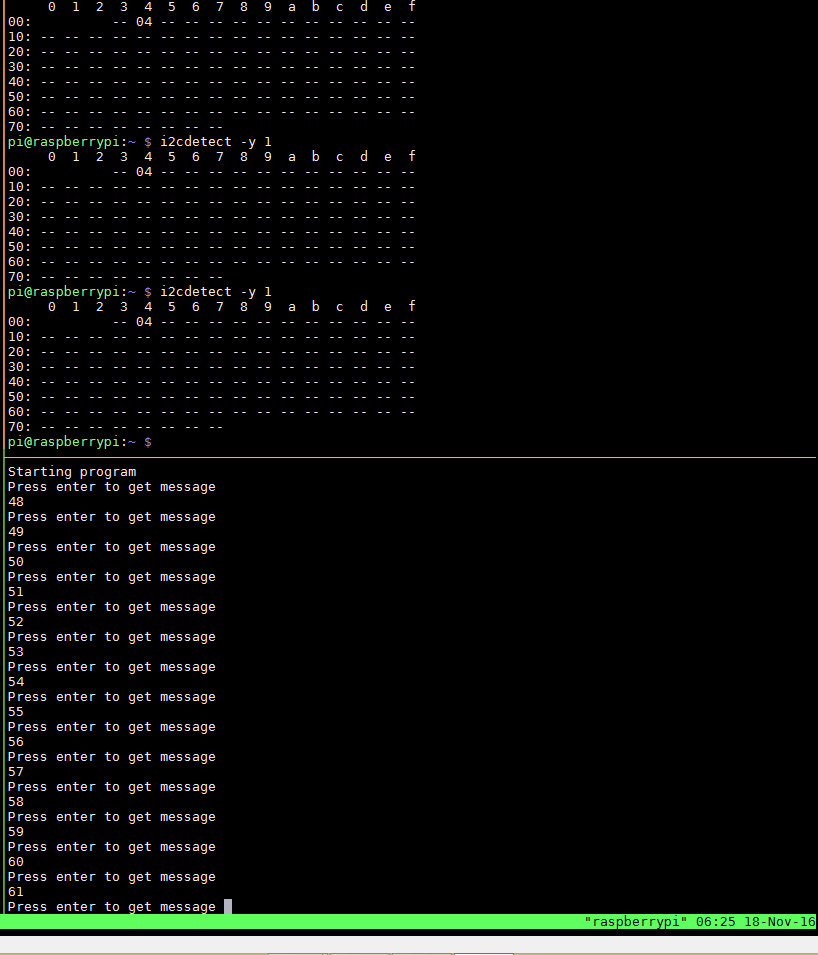 0  1  2  3  4  5  6  7  8  9  a  b  c  d  e  f
00:          -- 04 -- -- -- -- -- -- -- -- -- -- --
10: -- -- -- -- -- -- -- -- -- -- -- -- -- -- -- --
20: -- -- -- -- -- -- -- -- -- -- -- -- -- -- -- --
30: -- -- -- -- -- -- -- -- -- -- -- -- -- -- -- --
40: -- -- -- -- -- -- -- -- -- -- -- -- -- -- -- --
50: -- -- -- -- -- -- -- -- -- -- -- -- -- -- -- --
60: -- -- -- -- -- -- -- -- -- -- -- -- -- -- -- --
70: -- -- -- -- -- -- -- --
pi@raspberrypi:~ $ i2cdetect -y 1
     0  1  2  3  4  5  6  7  8  9  a  b  c  d  e  f
00:          -- 04 -- -- -- -- -- -- -- -- -- -- --
10: -- -- -- -- -- -- -- -- -- -- -- -- -- -- -- --
20: -- -- -- -- -- -- -- -- -- -- -- -- -- -- -- --
30: -- -- -- -- -- -- -- -- -- -- -- -- -- -- -- --
40: -- -- -- -- -- -- -- -- -- -- -- -- -- -- -- --
50: -- -- -- -- -- -- -- -- -- -- -- -- -- -- -- --
60: -- -- -- -- -- -- -- -- -- -- -- -- -- -- -- --
70: -- -- -- -- -- -- -- --
pi@raspberrypi:~ $ i2cdetect -y 1
     0  1  2  3  4  5  6  7  8  9  a  b  c  d  e  f
00:          -- 04 -- -- -- -- -- -- -- -- -- -- --
10: -- -- -- -- -- -- -- -- -- -- -- -- -- -- -- --
20: -- -- -- -- -- -- -- -- -- -- -- -- -- -- -- --
30: -- -- -- -- -- -- -- -- -- -- -- -- -- -- -- --
40: -- -- -- -- -- -- -- -- -- -- -- -- -- -- -- --
50: -- -- -- -- -- -- -- -- -- -- -- -- -- -- -- --
60: -- -- -- -- -- -- -- -- -- -- -- -- -- -- -- --
70: -- -- -- -- -- -- -- --
pi@raspberrypi:~ $
Starting program
Press enter to get message
48
Press enter to get message
49
Press enter to get message
50
Press enter to get message
51
Press enter to get message
52
Press enter to get message
53
Press enter to get message
54
Press enter to get message
55
Press enter to get message
56
Press enter to get message
57
Press enter to get message
58
Press enter to get message
59
Press enter to get message
60
Press enter to get message
61
Press enter to get message
"raspberrypi" 06:25 18-Nov-16